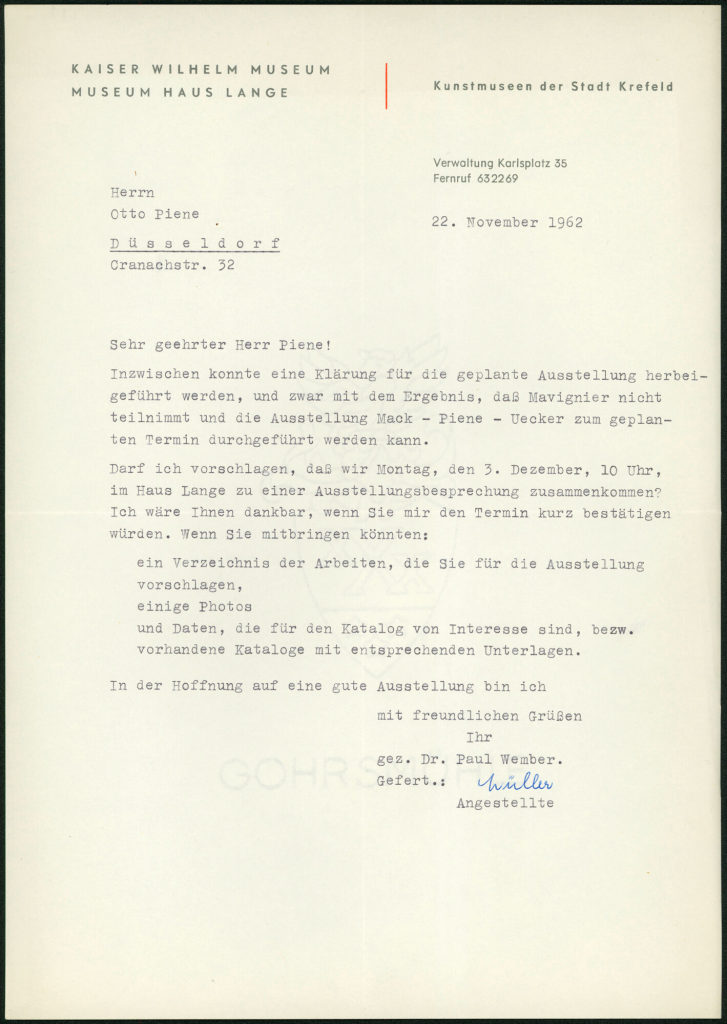 KAISER WILHELM MUSEUM
MUSEUM HAUS LANGE
Kunstmuseen der Stadt Krefeld
Verwaltung Karlsplatz 35
Fernruf 632269
Herrn
Otto Piene
Düsseldorf
Cranachstr. 32
22. November 1962
Sehr geehrter Herr Piene!
Inzwischen konnte eine Klärung für die geplante Ausstellung herbei-
geführt werden, und zwar mit dem Ergebnis, daß Mavignier nicht
teilnimmt und die Ausstellung Mack - Piene - Uecker zum geplan-
ten Termin durchgeführt werden kann.
Darf ich vorschlagen, daß wir Montag, den 3. Dezember, 10 Uhr,
im Haus Lange zu einer Ausstellungsbesprechung zusammenkommen?
Ich wäre Ihnen dankbar, wenn Sie mir den Termin kurz bestätigen
würden. Wenn Sie mitbringen könnten:
ein Verzeichnis der Arbeiten, die Sie für die Ausstellung
vorschlagen,
einige Photos
und Daten, die für den Katalog von Interesse sind, bezw.
vorhandene Kataloge mit entsprechenden Unterlagen.
In der Hoffnung auf eine gute Ausstellung bin ich
mit freundlichen Grüßen
Ihr
gez. Dr. Paul Wember.
Gefert.: Müller
Angestellte